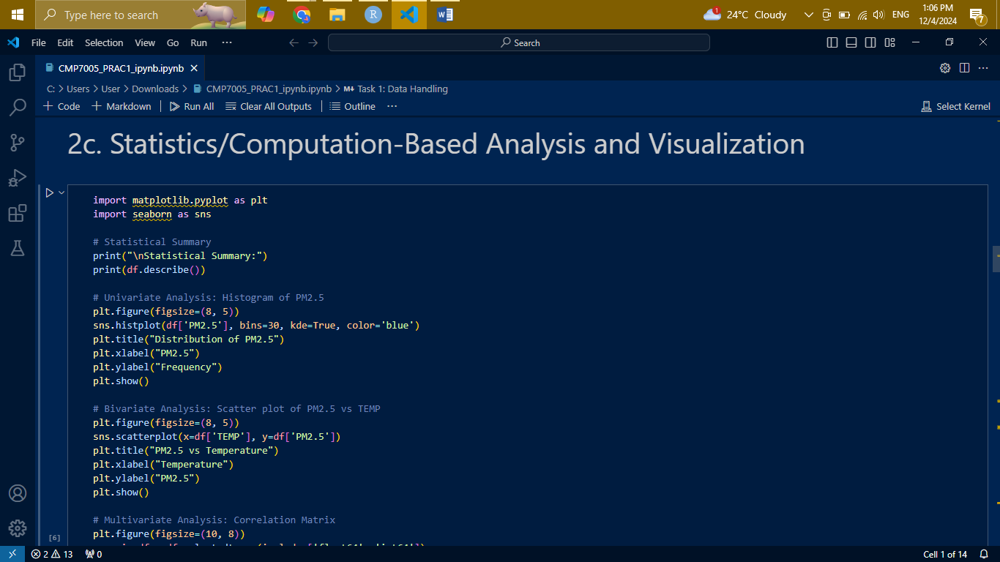 Type here to search
1
24°C Cloudy
ENG
1:06 PM
12/4/2024
7
File Edit Selection View Go Run ···
Search
CMP7005_PRAC1_ipynb.ipynb
C: > Users > User > Downloads > CMP7005_PRAC1_ipynb.ipynb > M↓ Task 1: Data Handling
+ Code + Markdown Run All Clear All Outputs Outline ··· Select Kernel
2c. Statistics/Computation-Based Analysis and Visualization
import matplotlib.pyplot as plt
import seaborn as sns
# Statistical Summary
print("\nStatistical Summary:")
print(df.describe())
# Univariate Analysis: Histogram of PM2.5
plt.figure(figsize=(8, 5))
sns.histplot(df['PM2.5'], bins=30, kde=True, color='blue')
plt.title("Distribution of PM2.5")
plt.xlabel("PM2.5")
plt.ylabel("Frequency")
plt.show()
# Bivariate Analysis: Scatter plot of PM2.5 vs TEMP
plt.figure(figsize=(8, 5))
sns.scatterplot(x=df['TEMP'], y=df['PM2.5'])
plt.title("PM2.5 vs Temperature")
plt.xlabel("Temperature")
plt.ylabel("PM2.5")
plt.show()
# Multivariate Analysis: Correlation Matrix
plt.figure(figsize=(10, 8))
[6]
2 13 0
Cell 1 of 14